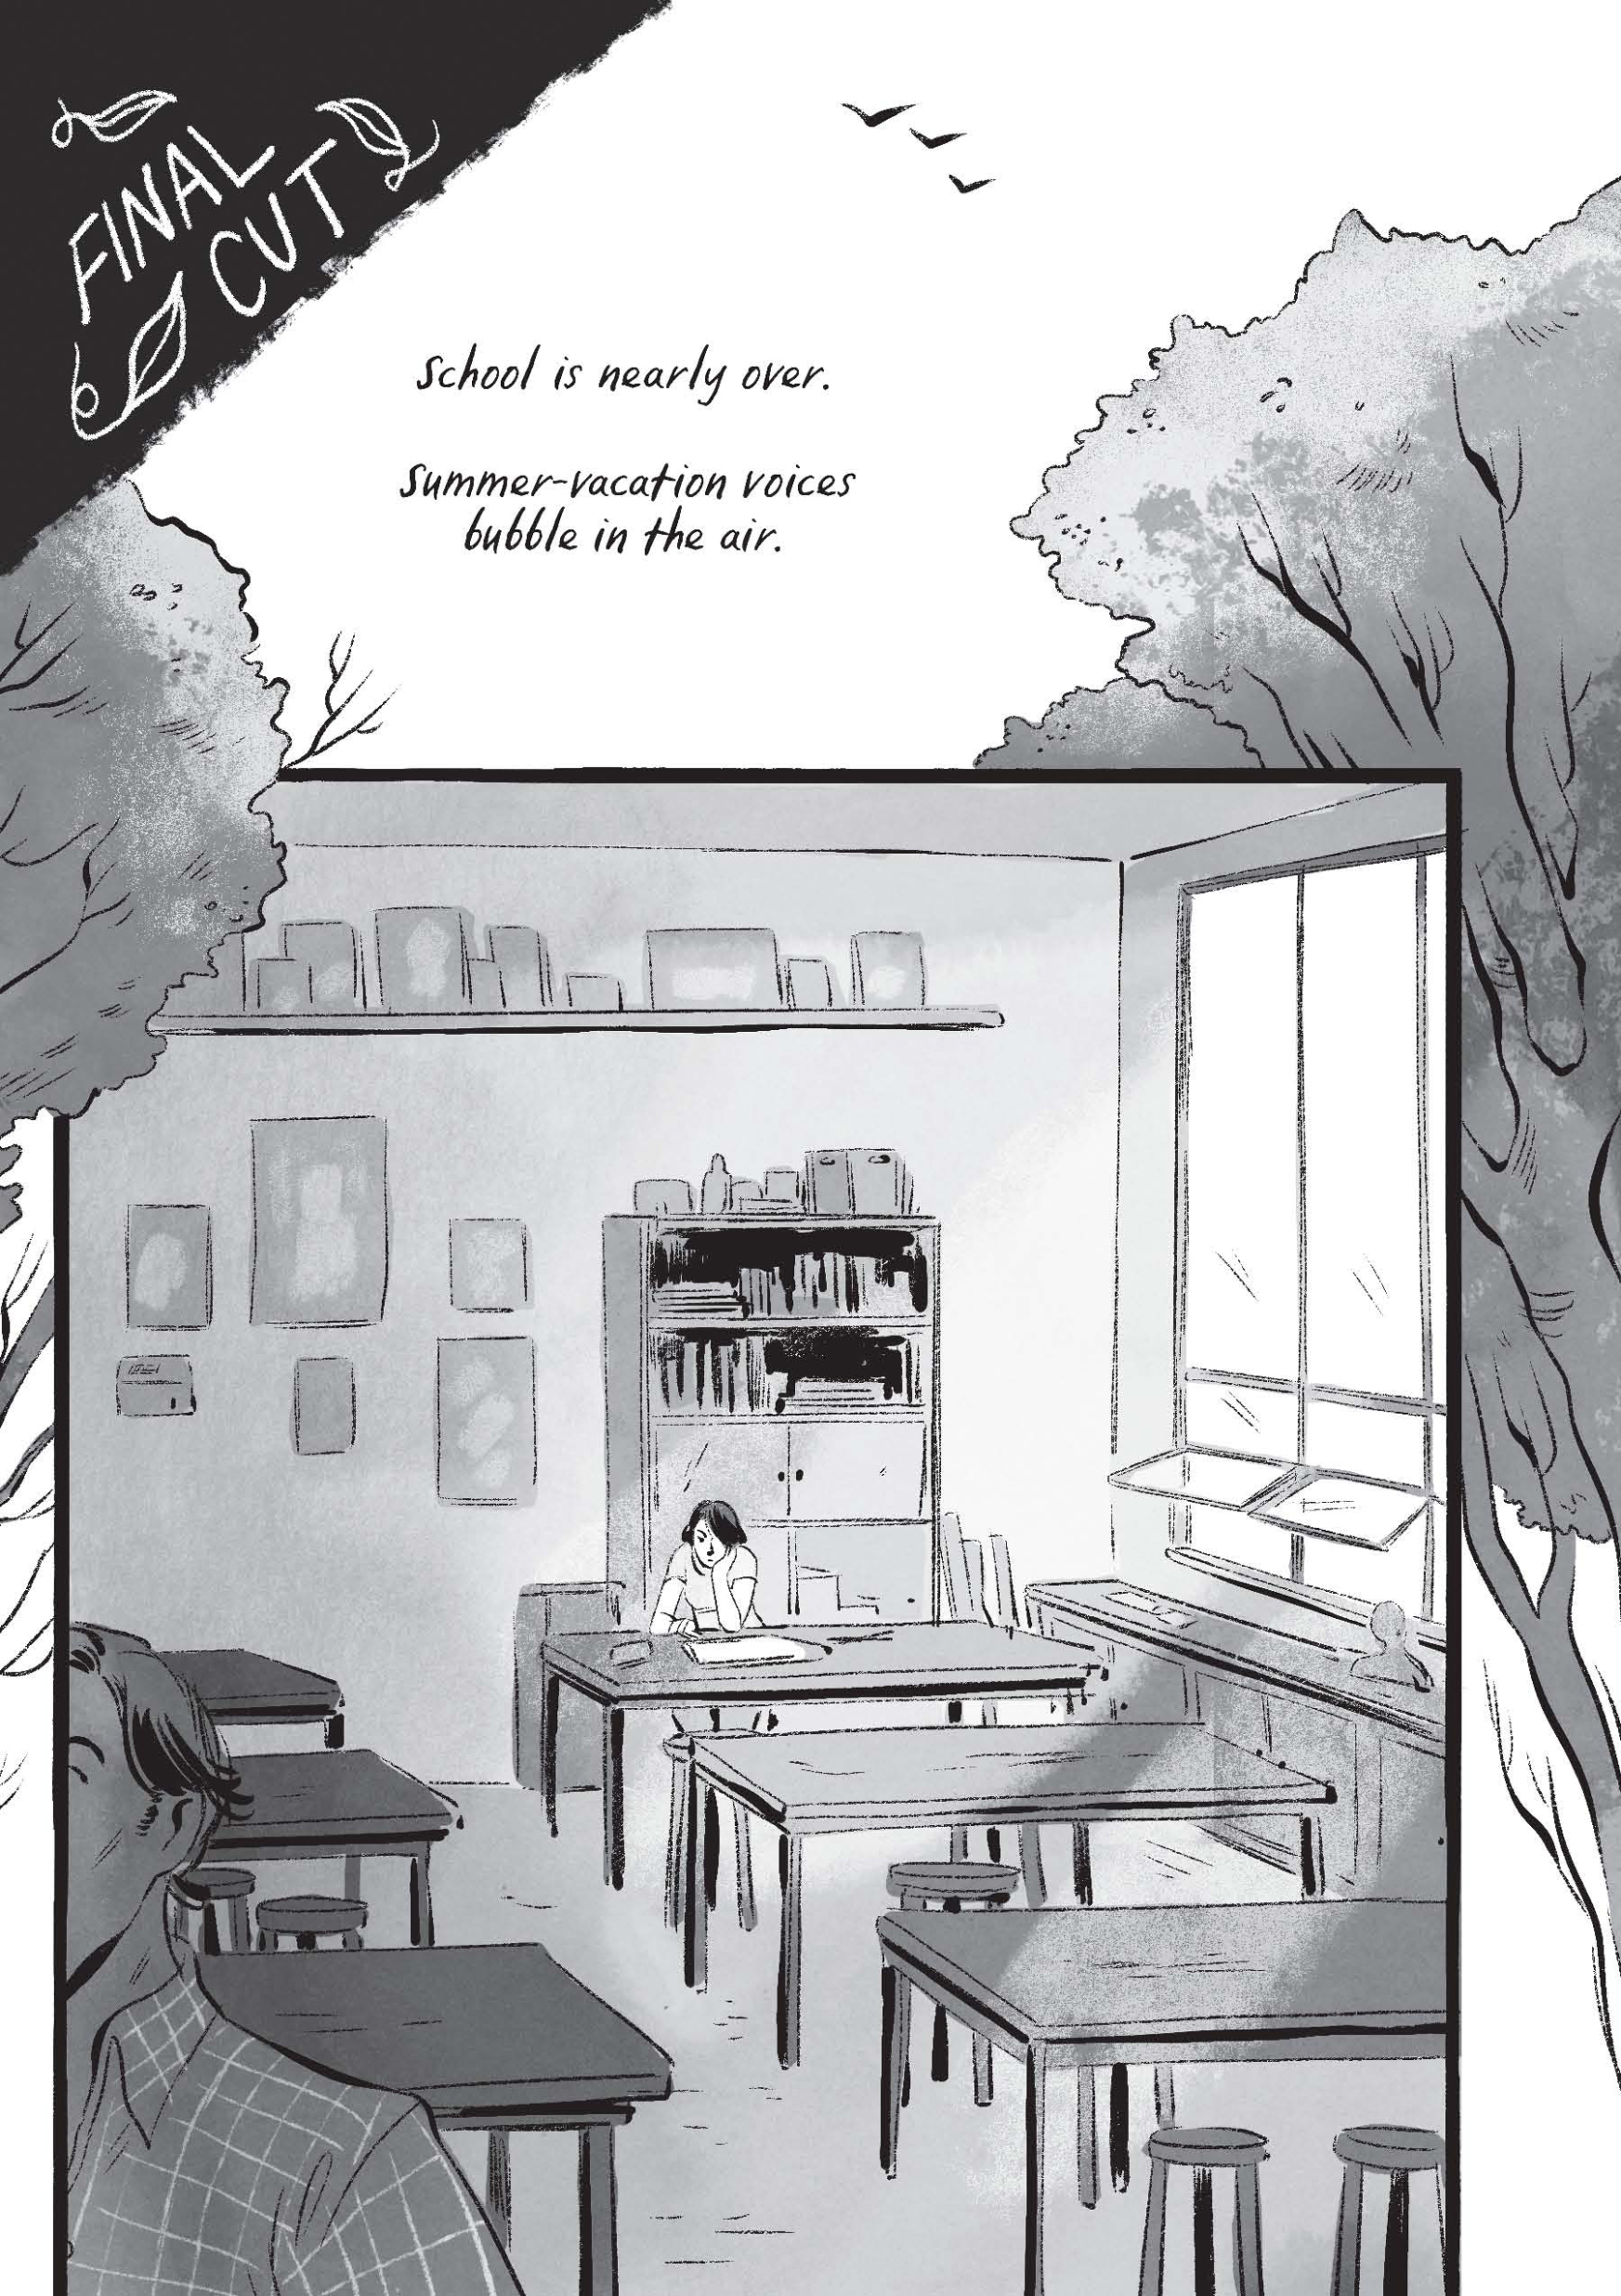 FINAL
CUT
School is nearly over.
Summer-vacation voices
bubble in the air.